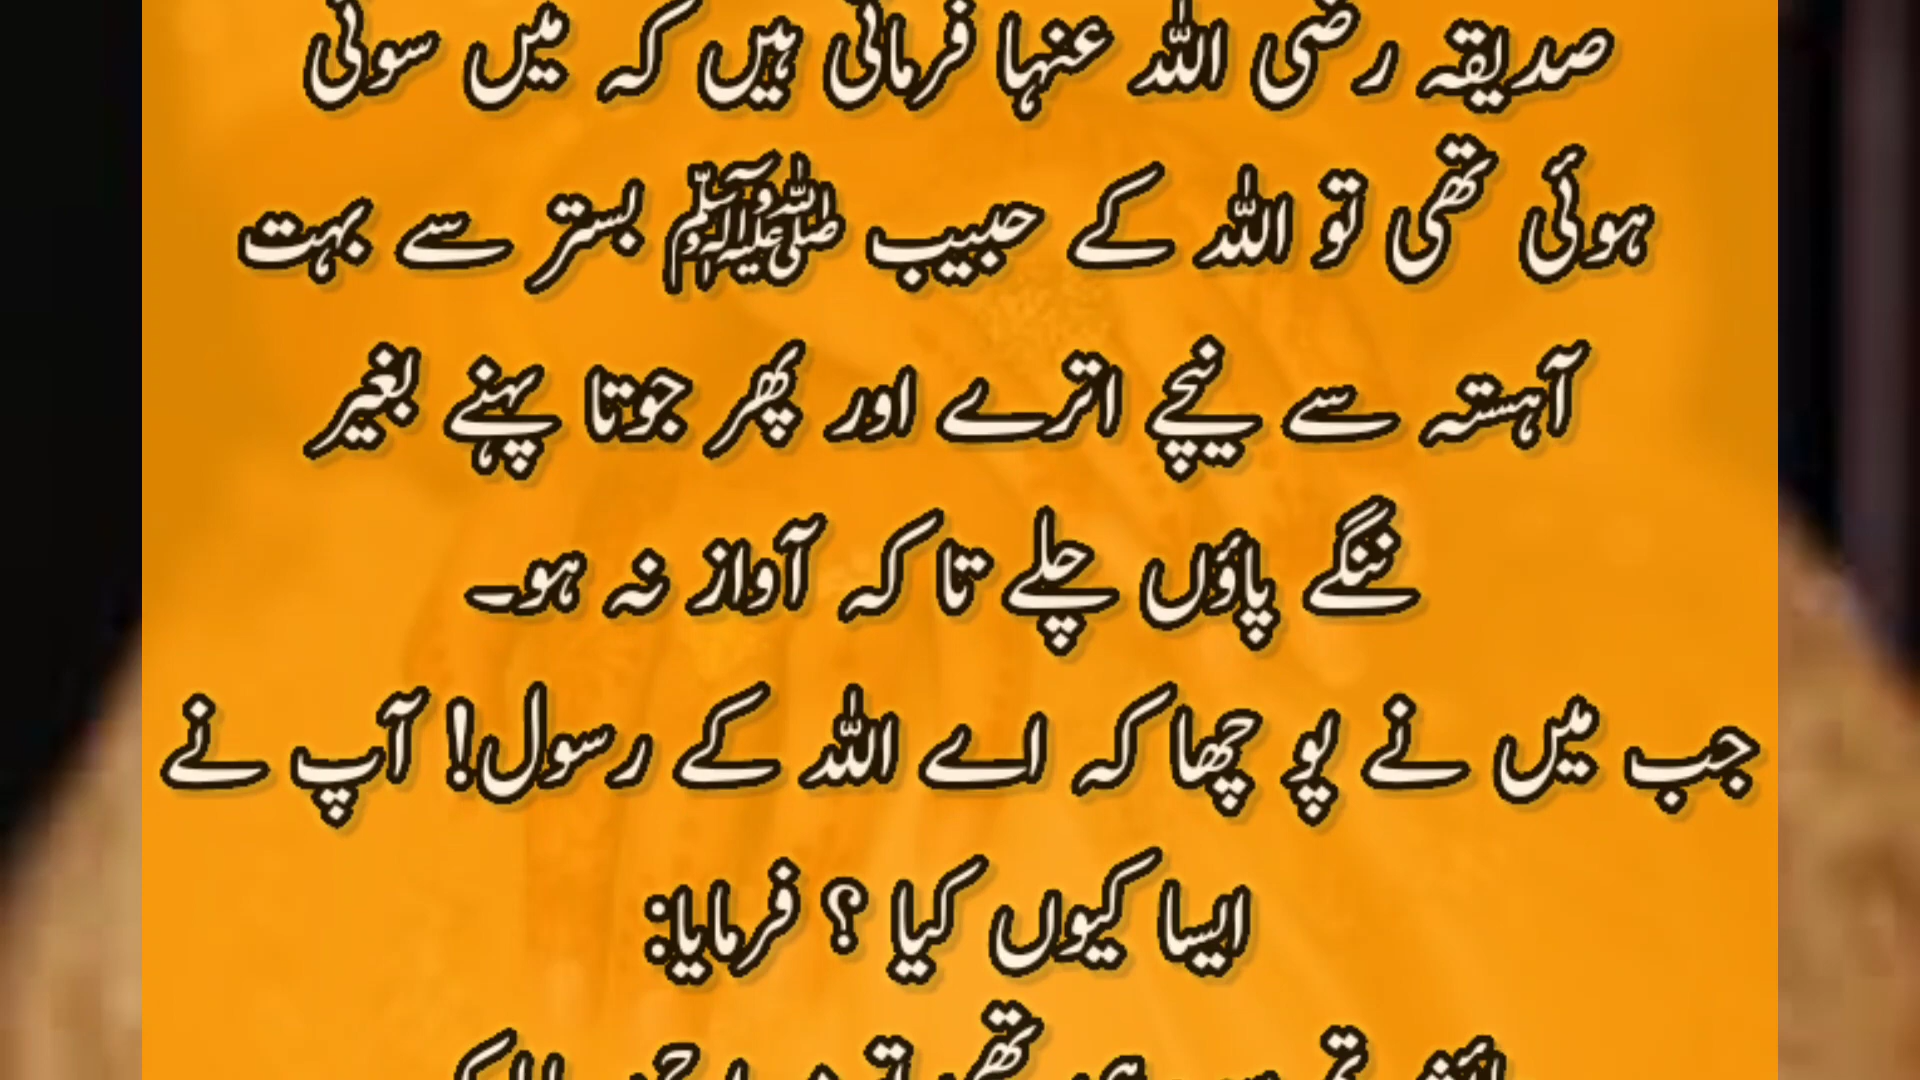 صدیقہ رضی اللہ عنہا فرماتی ہیں کہ میں سوئی
ہوئی تھی تو اللہ کے حبیب ﷺ بستر سے بہت
آہستہ سے نیچے اترے اور پھر جوتا پہنے بغیر
ننگے پاؤں چلے تا کہ آواز نہ ہو۔
جب میں نے پو چھا کہ اے اللہ کے رسول! آپ نے
ایسا کیوں کیا ؟ فرمایا: